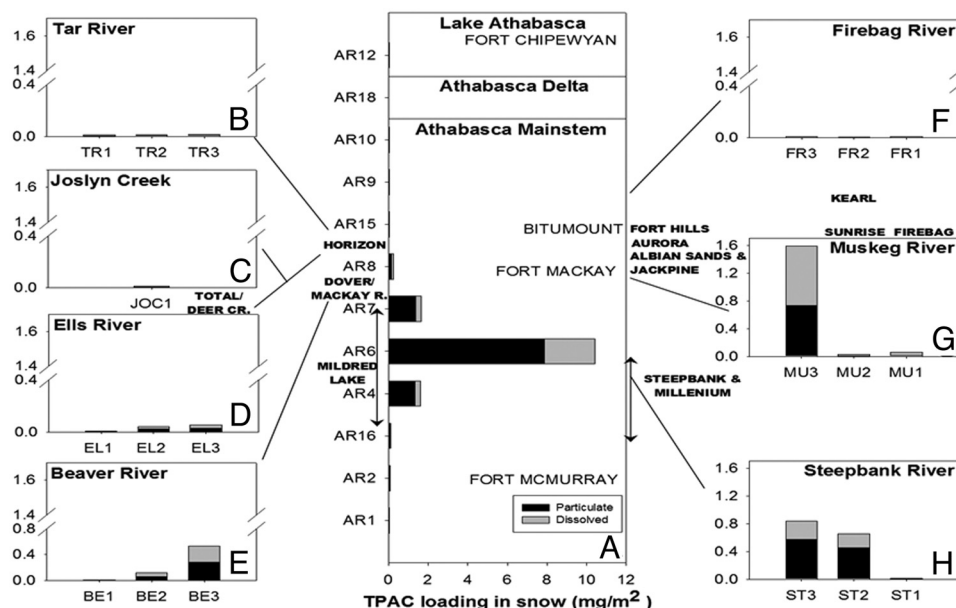 Tar River
1.6
1.4
0.4
0.0
TR1 TR2 TR3
B
Joslyn Creek
1.6
1.4
0.4
0.0
JOC1
C
TOTAL/
DEER CR.
Ells River
1.6
1.4
0.4
0.0
EL1 EL2 EL3
D
Beaver River
1.6
1.4
0.8
0.4
0.0
BE1 BE2 BE3
E
Lake Athabasca
FORT CHIPEWYAN
AR12
Athabasca Delta
AR18
Athabasca Mainstem
AR10
AR9
AR15
BITUMOUNT
HORIZON
AR8
FORT MACKAY
DOVER/
MACKAY R.
AR7
AR6
MILDRED
LAKE
AR4
AR16
AR2
FORT MCMURRAY
Particulate
Dissolved
AR1
A
0 2 4 6 8 10 12
TPAC loading in snow (mg/m2)
FORT HILLS
AURORA
ALBIAN SANDS &
JACKPINE
STEEPBANK &
MILLENIUM
Firebag River
1.6
1.4
0.4
0.0
FR3 FR2 FR1
F
KEARL
SUNRISE FIREBAG
Muskeg River
1.6
1.2
0.8
0.4
0.0
MU3 MU2 MU1
G
Steepbank River
1.6
1.2
0.8
0.4
0.0
ST3 ST2 ST1
H